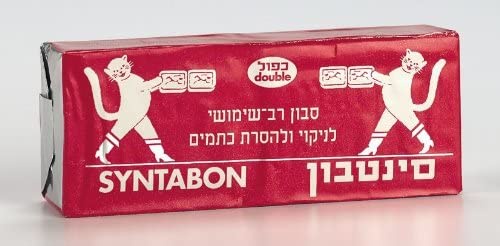 כפול
double
סבון רב-שימושי
לניקוי ולהסרת כתמים
SYNTABON סינטבון